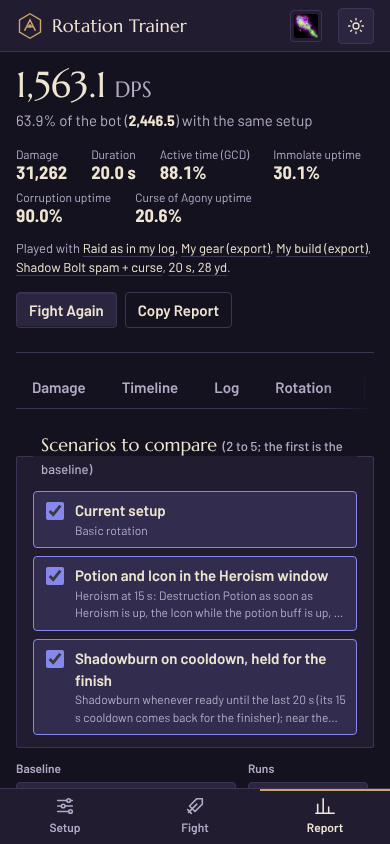 Rotation Trainer
1,563.1 DPS
63.9% of the bot (2,446.5) with the same setup
Damage Duration Active time (GCD) Immolate uptime
31,262 20.0 s 88.1% 30.1%
Corruption uptime Curse of Agony uptime
90.0% 20.6%
Played with Raid as in my log, My gear (export), My build (export),
Shadow Bolt spam + curse, 20 s, 28 yd.
Fight Again Copy Report
Damage Timeline Log Rotation
Scenarios to compare (2 to 5; the first is the
baseline)
Current setup
Basic rotation
Potion and Icon in the Heroism window
Heroism at 15 s: Destruction Potion as soon as
Heroism is up, the Icon while the potion buff is up, ...
Shadowburn on cooldown, held for the
finish
Shadowburn whenever ready until the last 20 s (its 15
s cooldown comes back for the finisher); near the...
Baseline Runs
Setup Fight Report